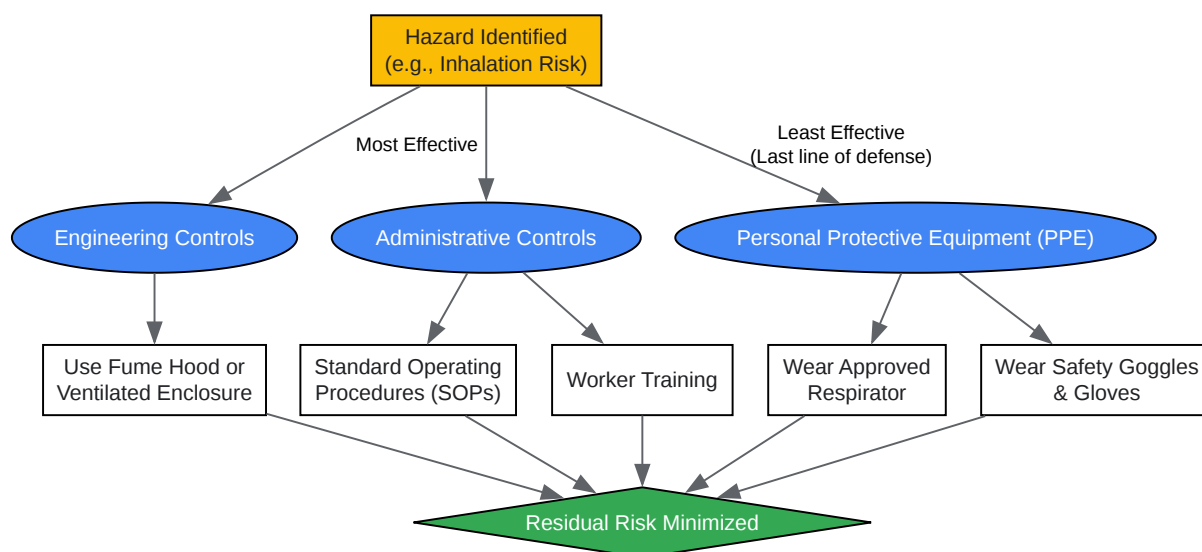 Hazard Identified
(e.g., Inhalation Risk)
Most Effective
Least Effective
(Last line of defense)
Engineering Controls
Administrative Controls
Personal Protective Equipment (PPE)
Use Fume Hood or
Ventilated Enclosure
Standard Operating
Procedures (SOPs)
Worker Training
Wear Approved
Respirator
Wear Safety Goggles
& Gloves
Residual Risk Minimized